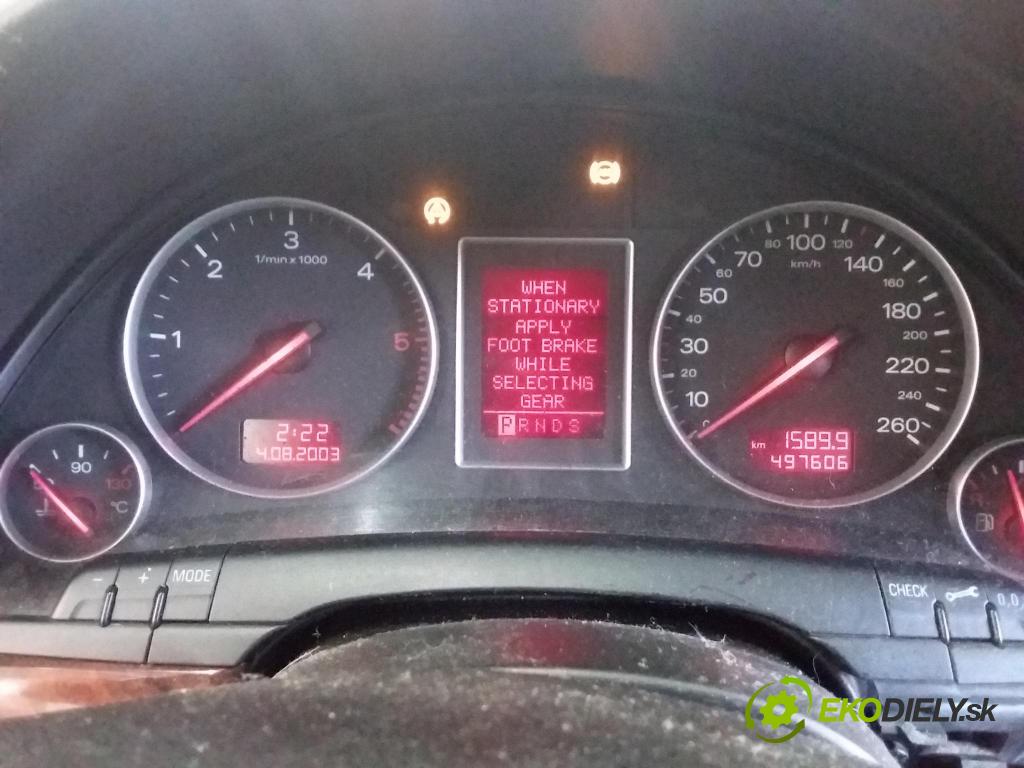 3
2
4
1/min x 1000
1
5
2:22
4.08.2003
90
130
°C
WHEN
STATIONARY
APPLY
FOOT BRAKE
WHILE
SELECTING
GEAR
P R N D S
80 100 120
km/h
60 70
140
50
160
40
180
30
200
20
220
10
240
0
260
km 1589.9
497606
- + MODE
CHECK
0,0
EKODIELY.sk